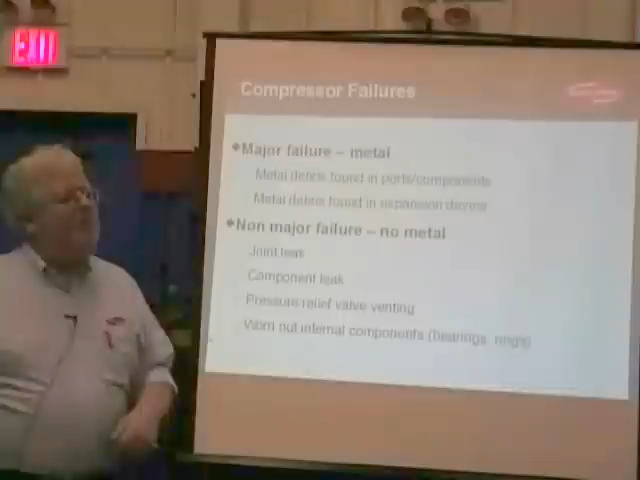 EXIT
Compressor Failures
Major failure – metal
Metal debris found in ports/components
Metal debris found in expansion device
Non major failure – no metal
Joint leak
Component leak
Pressure relief valve venting
Worn out internal components (bearings, rings)